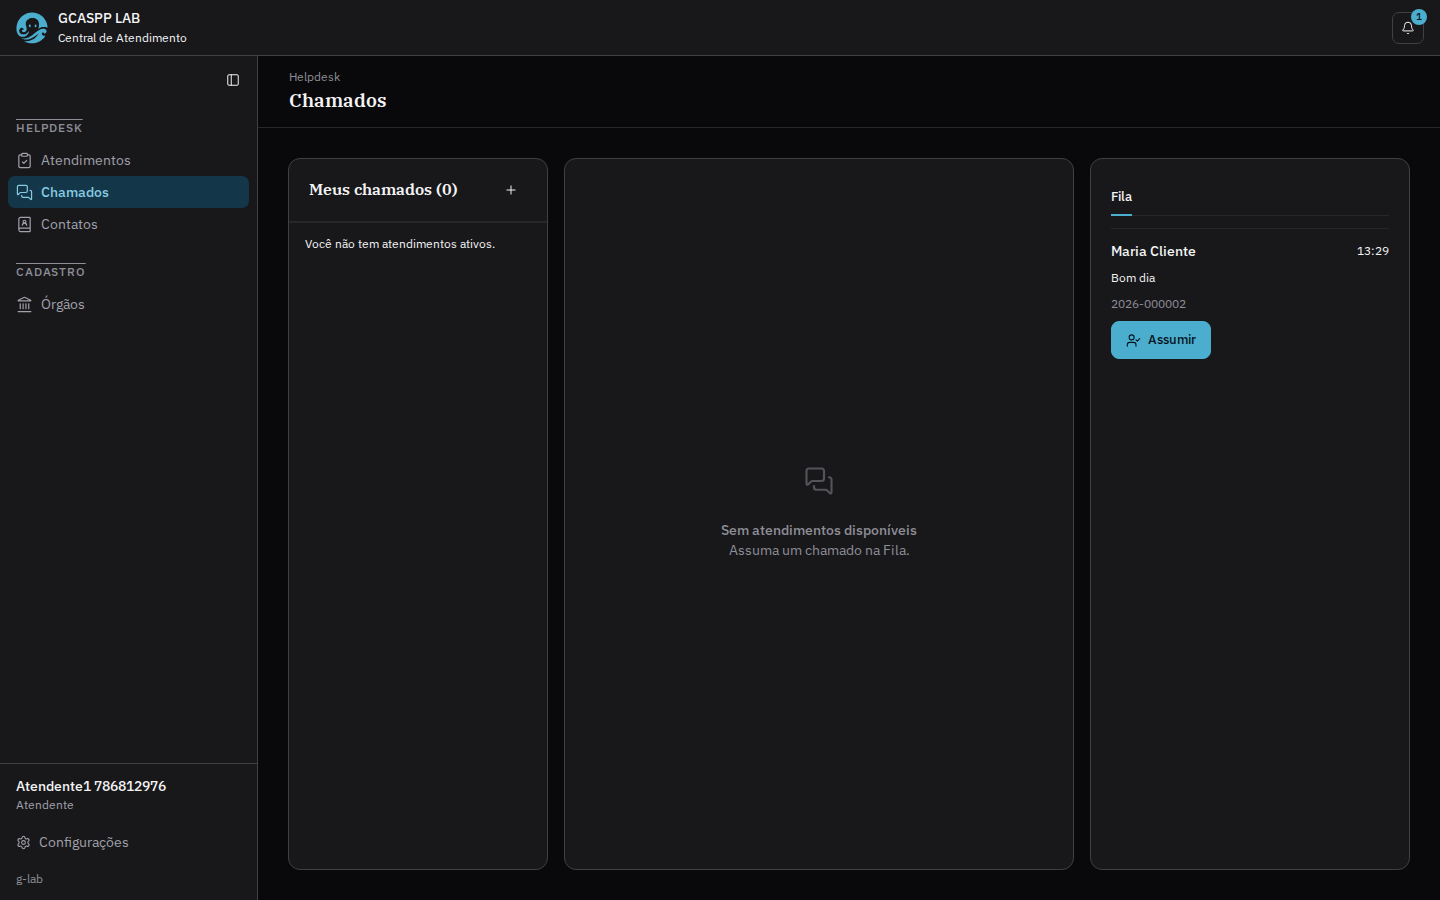 GCASPP LAB
Central de Atendimento
1
HELPDESK
Atendimentos
Chamados
Contatos
CADASTRO
Órgãos
Atendente1 786812976
Atendente
Configurações
g-lab
Helpdesk
Chamados
Meus chamados (0)
Você não tem atendimentos ativos.
Sem atendimentos disponíveis
Assuma um chamado na Fila.
Fila
Maria Cliente 13:29
Bom dia
2026-000002
Assumir